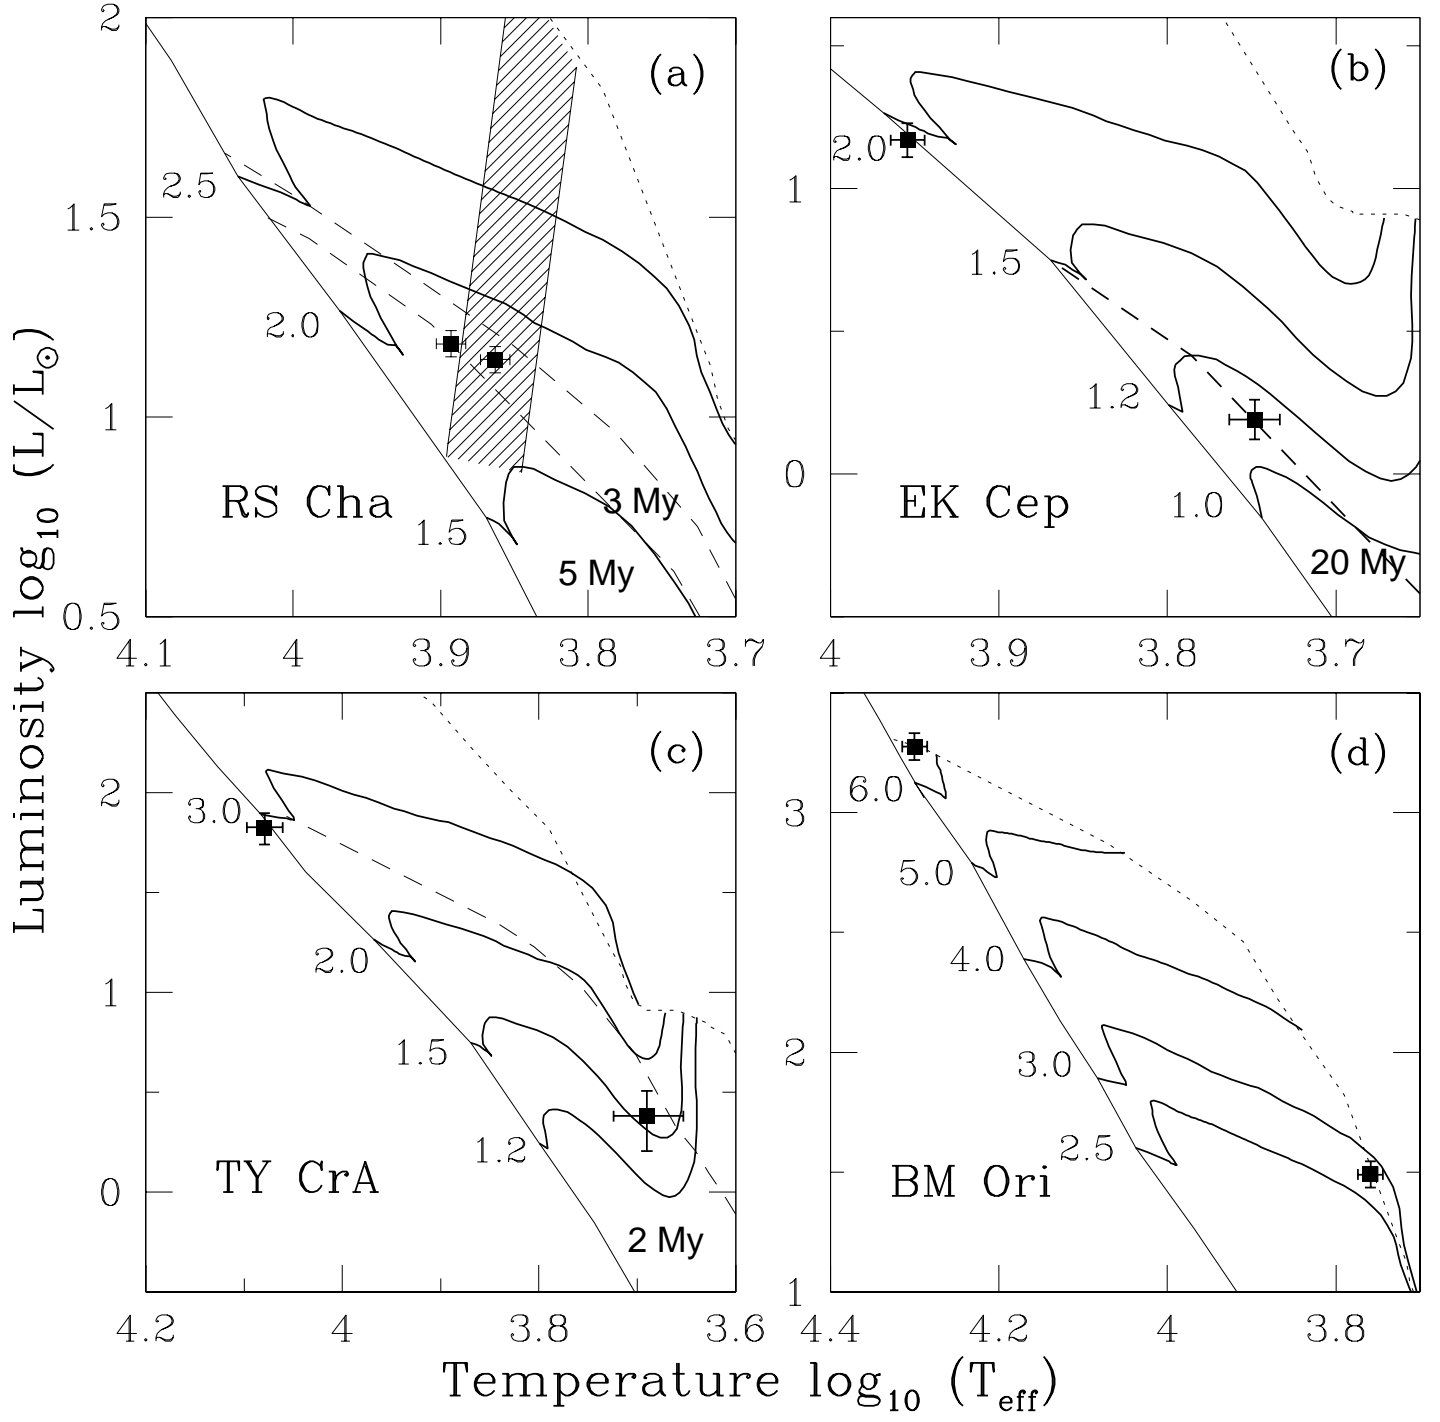 Luminosity log10 (L/L☉)
2
1.5
1
0.5
(a)
2.5
2.0
1.5
RS Cha
3 My
5 My
4.1 4 3.9 3.8 3.7
(b)
1
0
2.0
1.5
1.2
1.0
EK Cep
20 My
4 3.9 3.8 3.7
(c)
2
1
0
3.0
2.0
1.5
1.2
TY CrA
2 My
4.2 4 3.8 3.6
(d)
3
2
1
6.0
5.0
4.0
3.0
2.5
BM Ori
4.4 4.2 4 3.8
Temperature log10 (Teff)